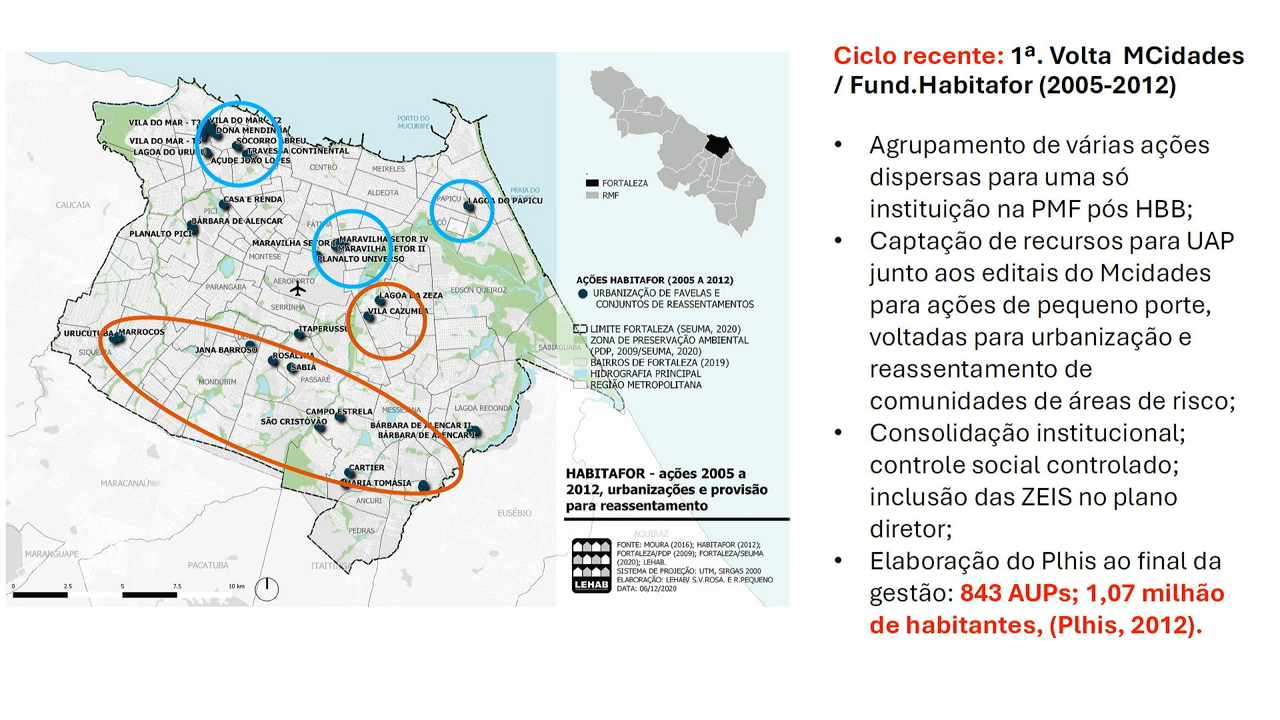 Ciclo recente: 1ª. Volta MCidades
/ Fund.Habitafor (2005-2012)
• Agrupamento de várias ações
dispersas para uma só
instituição na PMF pós HBB;
• Captação de recursos para UAP
junto aos editais do Mcidades
para ações de pequeno porte,
voltadas para urbanização e
reassentamento de
comunidades de áreas de risco;
• Consolidação institucional;
controle social controlado;
inclusão das ZEIS no plano
diretor;
• Elaboração do Plhis ao final da
gestão: 843 AUPs; 1,07 milhão
de habitantes, (Plhis, 2012).
PORTO DO
MUCURIPE
VILA DO MAR - T3
VILA DO MAR - T2
DONA MENDINHA
VILA DO MAR - T
SOCORRO ABREU
LAGOA DO URU
TRAVESSA CONTINENTAL
AÇUDE JOÃO LOPES
CENTRO
MEIRELES
ALDEOTA
PRAIA DO
CAUCAIA
CASA E RENDA
PICI
PAPICU
LAGOA DO PAPICU
COCÓ
BÁRBARA DE ALENCAR
PLANALTO PICI
FÁTIMA
MARAVILHA SETOR IV
MARAVILHA SETOR I
MARAVILHA SETOR II
PLANALTO UNIVERSO
MONTESE
AEROPORTO
PARANGABA
EDSON QUEIROZ
LAGOA DA ZEZA
SERRINHA
VILA CAZUMBA
URUCUTUBA
MARROCOS
ITAPERUSSU
SIQUEIRA
JANA BARROSO
ROSALINA
SABIÁ
SABIAGUABA
MONDUBIM
PASSARÉ
CAMPO ESTRELA
MESSEJANA
LAGOA REDONDA
SÃO CRISTÓVÃO
BÁRBARA DE ALENCAR II
BÁRBARA DE ALENCAR I
CARTIER
MARIA TOMÁSIA
ANCURI
MARACANAÚ
EUSÉBIO
PEDRAS
MARANGUAPE
PACATUBA
ITAITINGA
AQUIRAZ
0 2.5 5 7.5 10 km
FORTALEZA
RMF
AÇÕES HABITAFOR (2005 A 2012)
URBANIZAÇÃO DE FAVELAS E
CONJUNTOS DE REASSENTAMENTOS
LIMITE FORTALEZA (SEUMA, 2020)
ZONA DE PRESERVAÇÃO AMBIENTAL
(PDP, 2009/SEUMA, 2020)
BAIRROS DE FORTALEZA (2019)
HIDROGRAFIA PRINCIPAL
REGIÃO METROPOLITANA
HABITAFOR - ações 2005 a
2012, urbanizações e provisão
para reassentamento
LEHAB
FONTE: MOURA (2016); HABITAFOR (2012);
FORTALEZA/PDP (2009); FORTALEZA/SEUMA
(2020); LEHAB.
SISTEMA DE PROJEÇÃO: UTM, SIRGAS 2000
ELABORAÇÃO: LEHAB/ S.V.ROSA. E R.PEQUENO
DATA: 06/12/2020